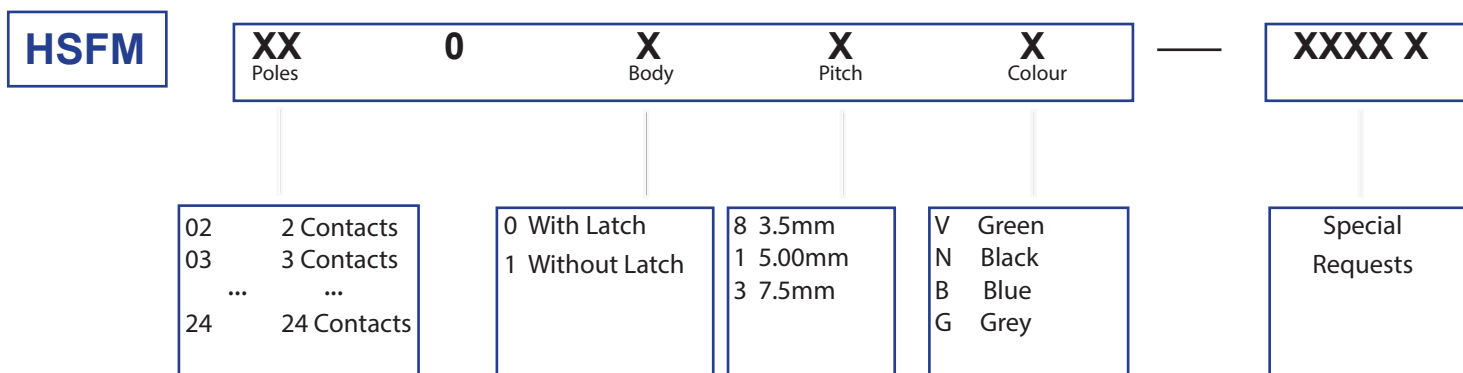 HSFM XX 0 X X X — XXXX X
Poles Body Pitch Colour
02 2 Contacts
03 3 Contacts
... ...
24 24 Contacts
0 With Latch
1 Without Latch
8 3.5mm
1 5.00mm
3 7.5mm
V Green
N Black
B Blue
G Grey
Special
Requests